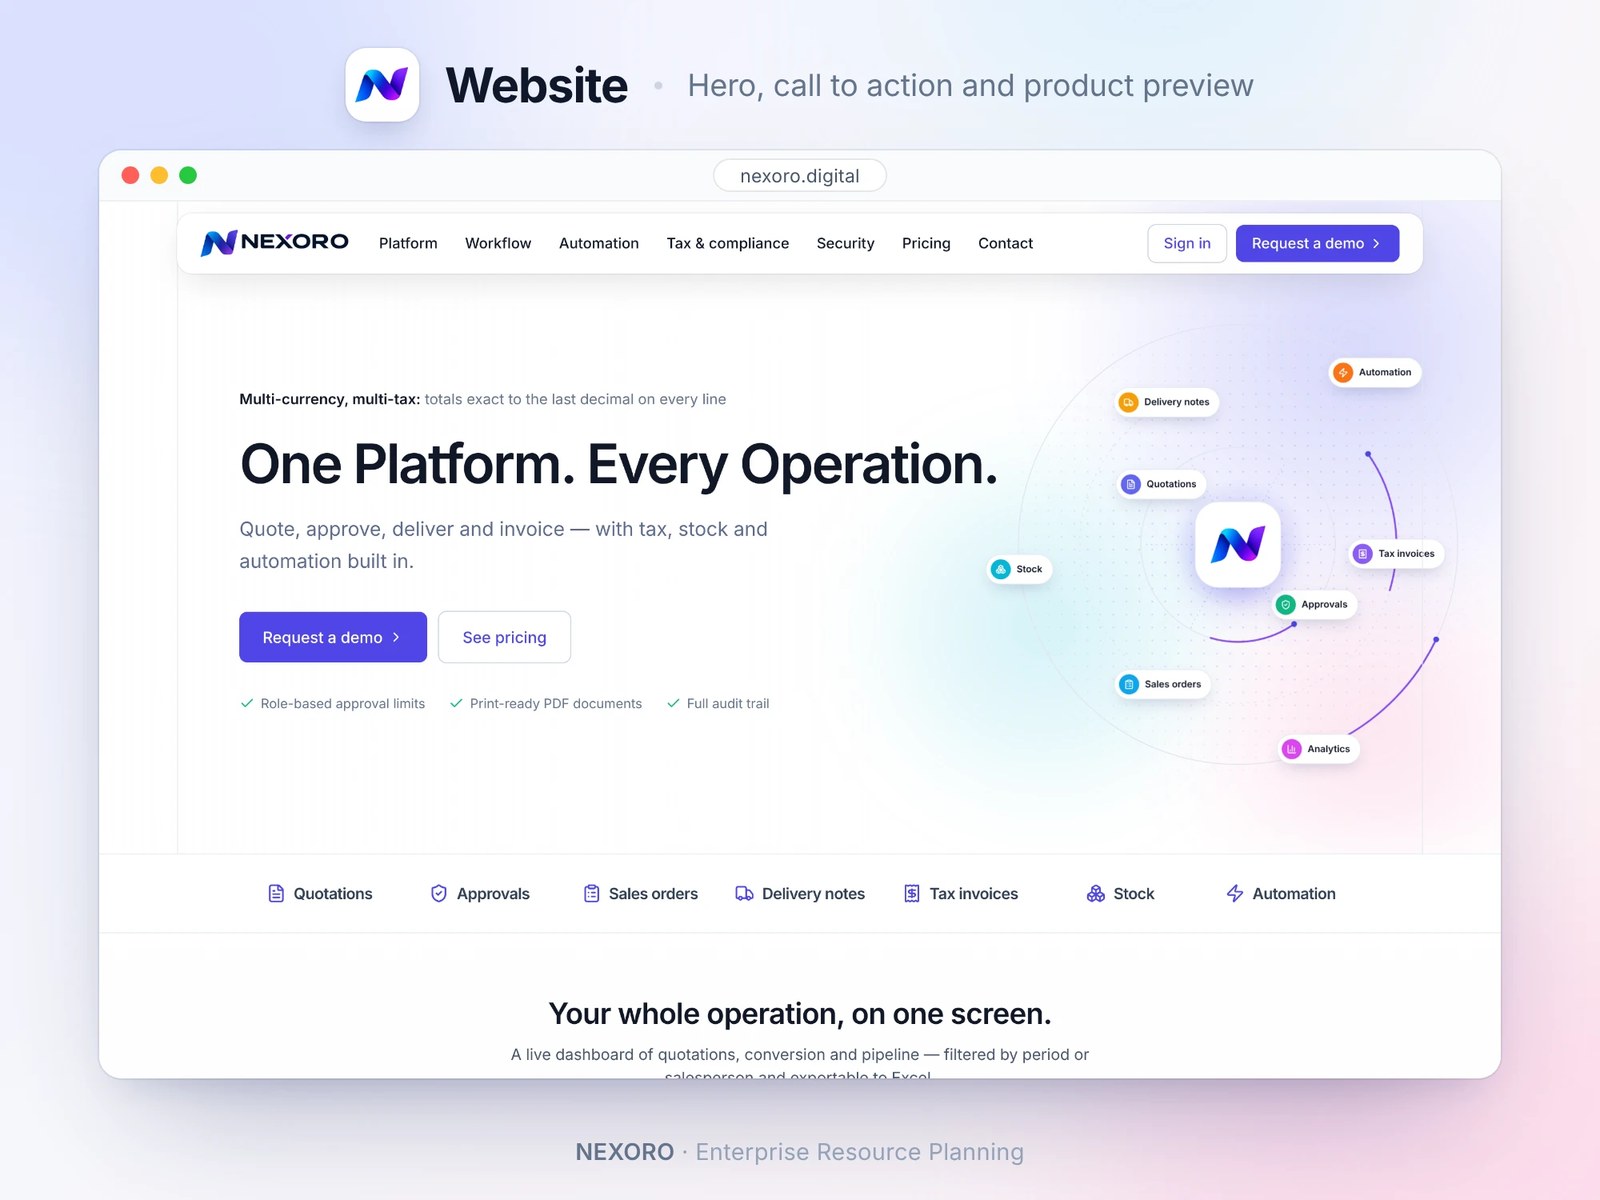 Website • Hero, call to action and product preview
nexoro.digital
NEXORO Platform Workflow Automation Tax & compliance Security Pricing Contact Sign in Request a demo
Multi-currency, multi-tax: totals exact to the last decimal on every line
One Platform. Every Operation.
Quote, approve, deliver and invoice — with tax, stock and
automation built in.
Request a demo See pricing
Role-based approval limits Print-ready PDF documents Full audit trail
Automation
Delivery notes
Quotations
Tax invoices
Stock
Approvals
Sales orders
Analytics
Quotations Approvals Sales orders Delivery notes Tax invoices Stock Automation
Your whole operation, on one screen.
A live dashboard of quotations, conversion and pipeline — filtered by period or
salesperson and exportable to Excel.
NEXORO · Enterprise Resource Planning